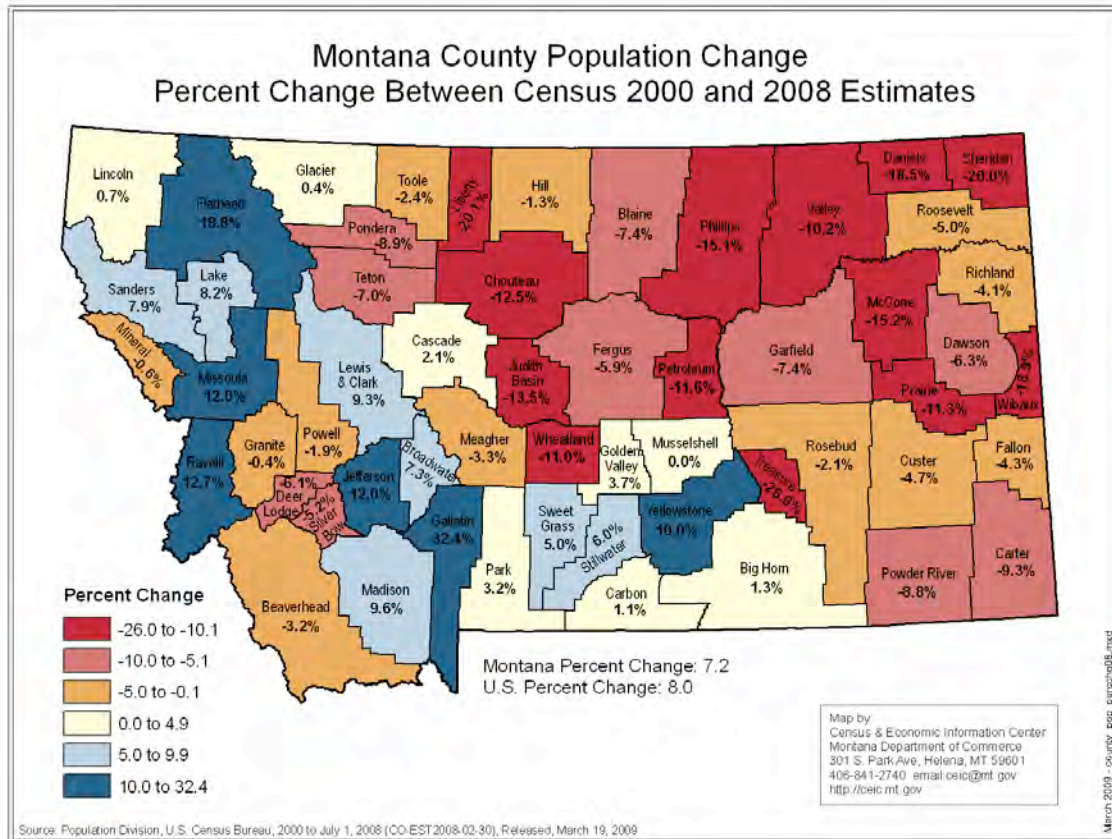 Montana County Population Change
Percent Change Between Census 2000 and 2008 Estimates
Lincoln
0.7%
Flathead
18.8%
Glacier
0.4%
Toole
-2.4%
Liberty
-20.1%
Hill
-1.3%
Blaine
-7.4%
Phillips
-15.1%
Valley
-10.2%
Daniels
-18.5%
Sheridan
-20.0%
Roosevelt
-5.0%
Pondera
-8.9%
Teton
-7.0%
Chouteau
-12.5%
Richland
-4.1%
Sanders
7.9%
Lake
8.2%
McCone
-15.2%
Dawson
-6.3%
Mineral
-0.6%
Missoula
12.0%
Lewis
& Clark
9.3%
Cascade
2.1%
Judith
Basin
-13.5%
Fergus
-5.9%
Petroleum
-11.6%
Garfield
-7.4%
Prairie
-11.3%
Wibaux
Ravalli
12.7%
Granite
-0.4%
Powell
-1.9%
Meagher
-3.3%
Wheatland
-11.0%
Golden
Valley
3.7%
Musselshell
0.0%
Treasure
-26.0%
Rosebud
-2.1%
Custer
-4.7%
Fallon
-4.3%
-6.1%
Deer
Lodge
-5.2%
Silver
Bow
Jefferson
12.0%
Broadwater
7.3%
Gallatin
32.4%
Park
3.2%
Sweet
Grass
5.0%
6.0%
Stillwater
Yellowstone
10.0%
Beaverhead
-3.2%
Madison
9.6%
Carbon
1.1%
Big Horn
1.3%
Powder River
-8.8%
Carter
-9.3%
Percent Change
-26.0 to -10.1
-10.0 to -5.1
-5.0 to -0.1
0.0 to 4.9
5.0 to 9.9
10.0 to 32.4
Montana Percent Change: 7.2
U.S. Percent Change: 8.0
Map by
Census & Economic Information Center
Montana Department of Commerce
301 S. Park Ave, Helena, MT 59601
406-841-2740 email ceic@mt.gov
http://ceic.mt.gov
Source: Population Division, U.S. Census Bureau, 2000 to July 1, 2008 (CO-EST2008-02-30), Released, March 19, 2009
March 2009 - county_pop